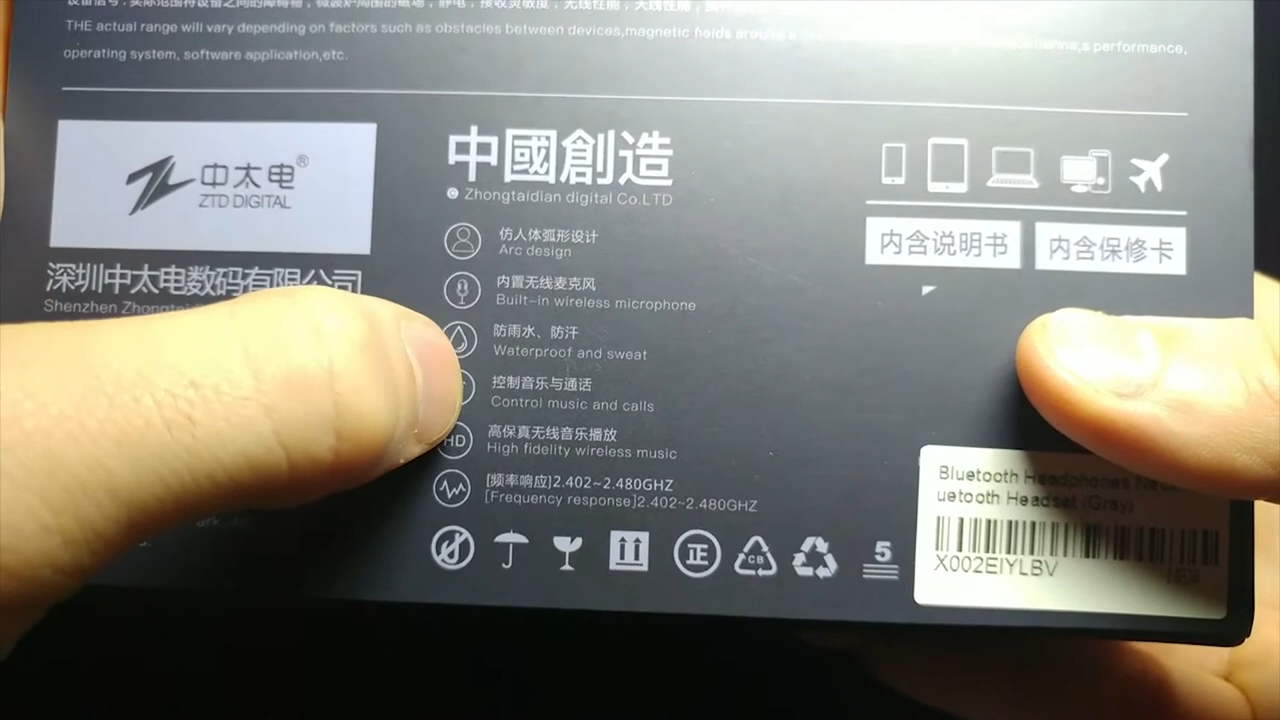 THE actual range will vary depending on factors such as obstacles between devices,magnetic fields around a
performance,
operating system, software application,etc.
中太电®
ZTD DIGITAL
深圳中太电数码有限公司
Shenzhen
中國創造
© Zhongtaidian digital Co.LTD
仿人体弧形设计
Arc design
内置无线麦克风
Built-in wireless microphone
防雨水、防汗
Waterproof and sweat
控制音乐与通话
Control music and calls
HD
高保真无线音乐播放
High fidelity wireless music
[频率响应]2.402~2.480GHZ
[Frequency response]2.402~2.480GHZ
正
CB
5
内含说明书
内含保修卡
Bluetooth Headphones
uetooth Headset (Gray)
X002EIYLBV